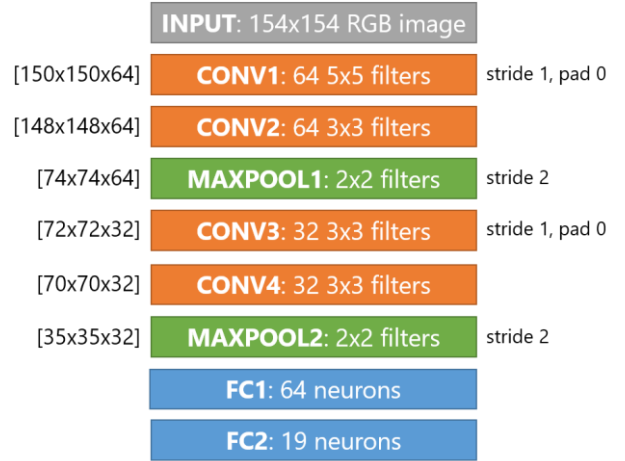 INPUT: 154x154 RGB image
[150x150x64] CONV1: 64 5x5 filters stride 1, pad 0
[148x148x64] CONV2: 64 3x3 filters
[74x74x64] MAXPOOL1: 2x2 filters stride 2
[72x72x32] CONV3: 32 3x3 filters stride 1, pad 0
[70x70x32] CONV4: 32 3x3 filters
[35x35x32] MAXPOOL2: 2x2 filters stride 2
FC1: 64 neurons
FC2: 19 neurons